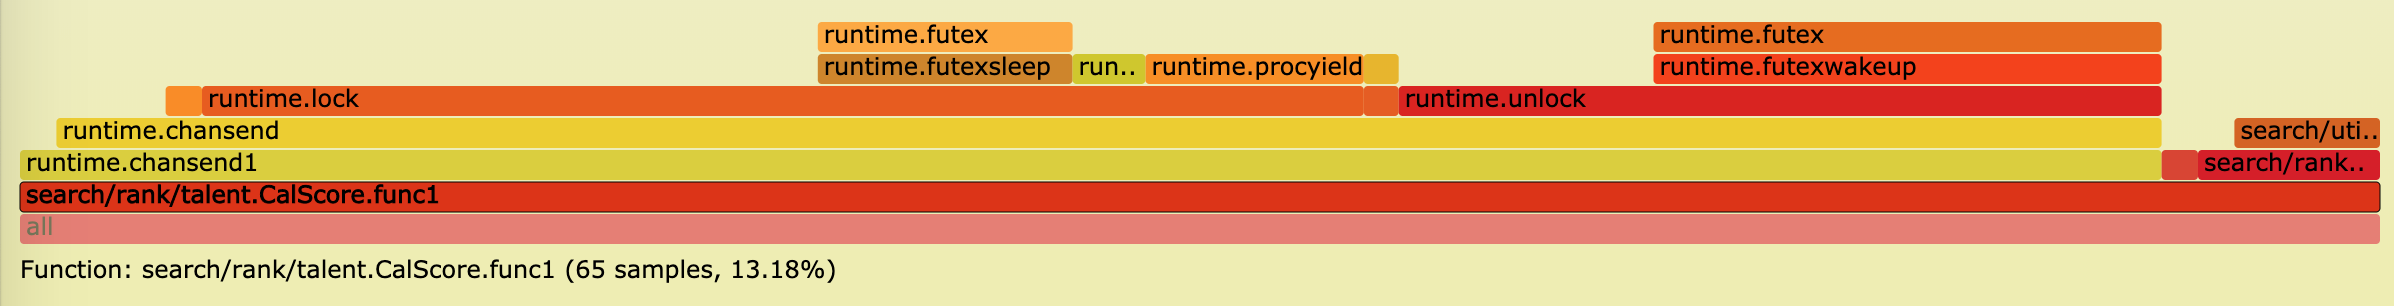 runtime.futex runtime.futex
runtime.futexsleep run.. runtime.procyield runtime.futexwakeup
runtime.lock runtime.unlock
runtime.chansend search/uti..
runtime.chansend1 search/rank..
search/rank/talent.CalScore.func1
all
Function: search/rank/talent.CalScore.func1 (65 samples, 13.18%)